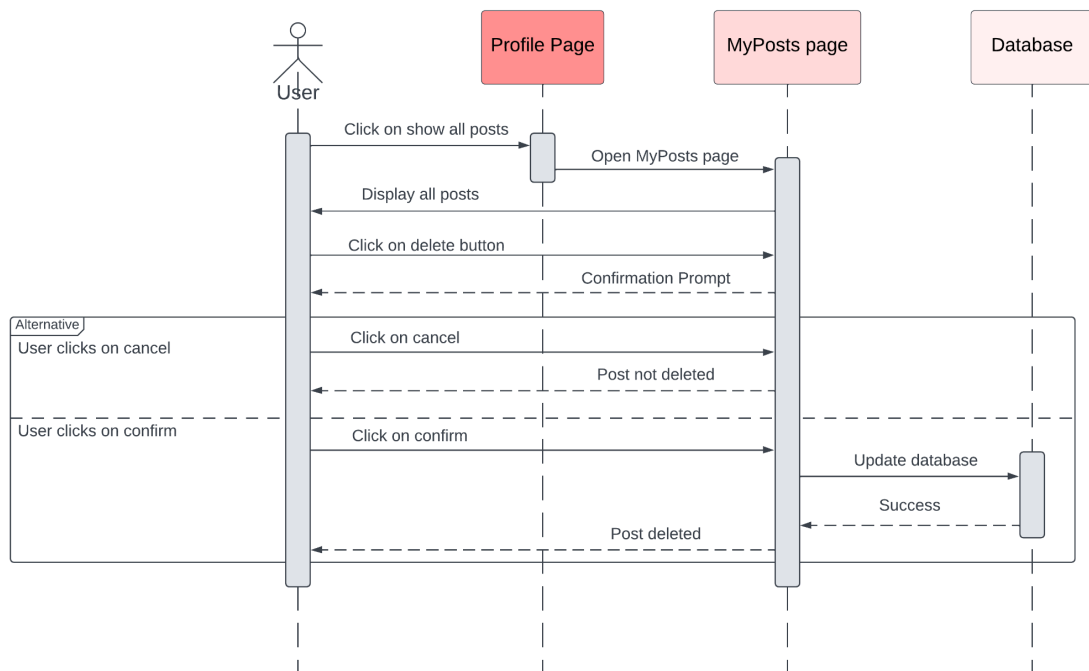 Profile Page
MyPosts page
Database
User
Click on show all posts
Open MyPosts page
Display all posts
Click on delete button
Confirmation Prompt
Alternative
User clicks on cancel
Click on cancel
Post not deleted
User clicks on confirm
Click on confirm
Update database
Success
Post deleted